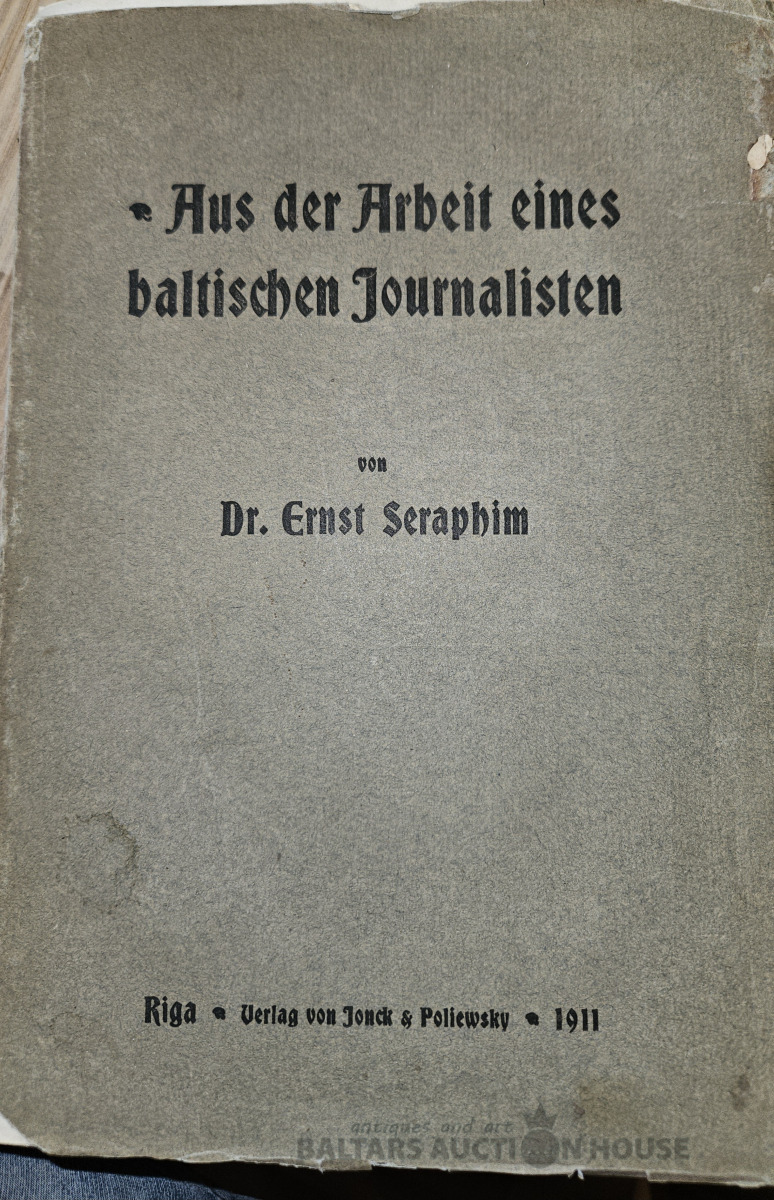 Aus der Arbeit eines
baltischen Journalisten
von
Dr. Ernst Seraphim
Riga Verlag von Jonck & Poliewsky 1911
antiques and art
BALTARS AUCTION HOUSE